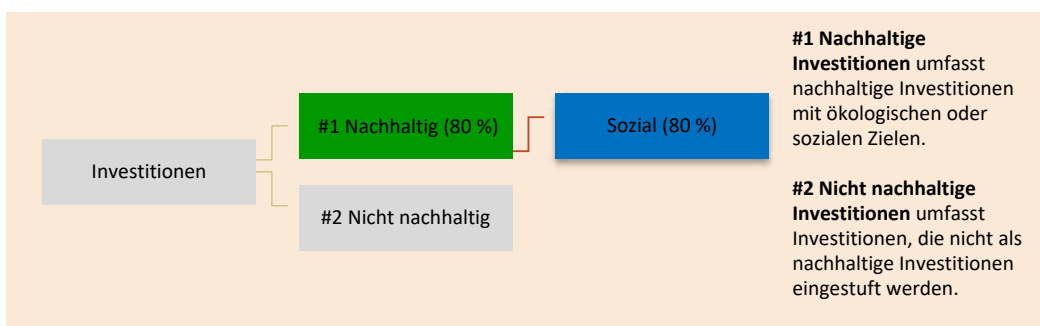 Investitionen
#1 Nachhaltig (80 %)
#2 Nicht nachhaltig
Sozial (80 %)
#1 Nachhaltige
Investitionen umfasst
nachhaltige Investitionen
mit ökologischen oder
sozialen Zielen.
#2 Nicht nachhaltige
Investitionen umfasst
Investitionen, die nicht als
nachhaltige Investitionen
eingestuft werden.